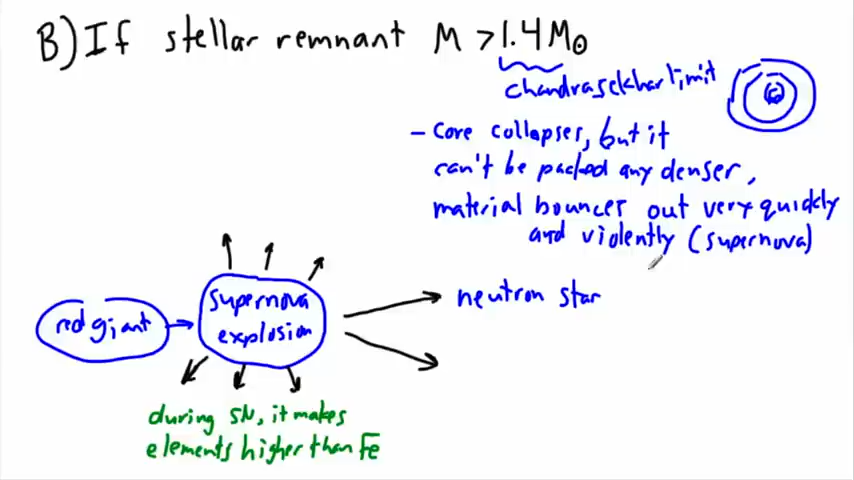 B) If stellar remnant M > 1.4 M⊙
chandrasekhar limit
- Core collapses, but it
can't be packed any denser,
material bounces out very quickly
and violently (supernova)
red giant
supernova
explosion
neutron star
during SN, it makes
elements higher than Fe